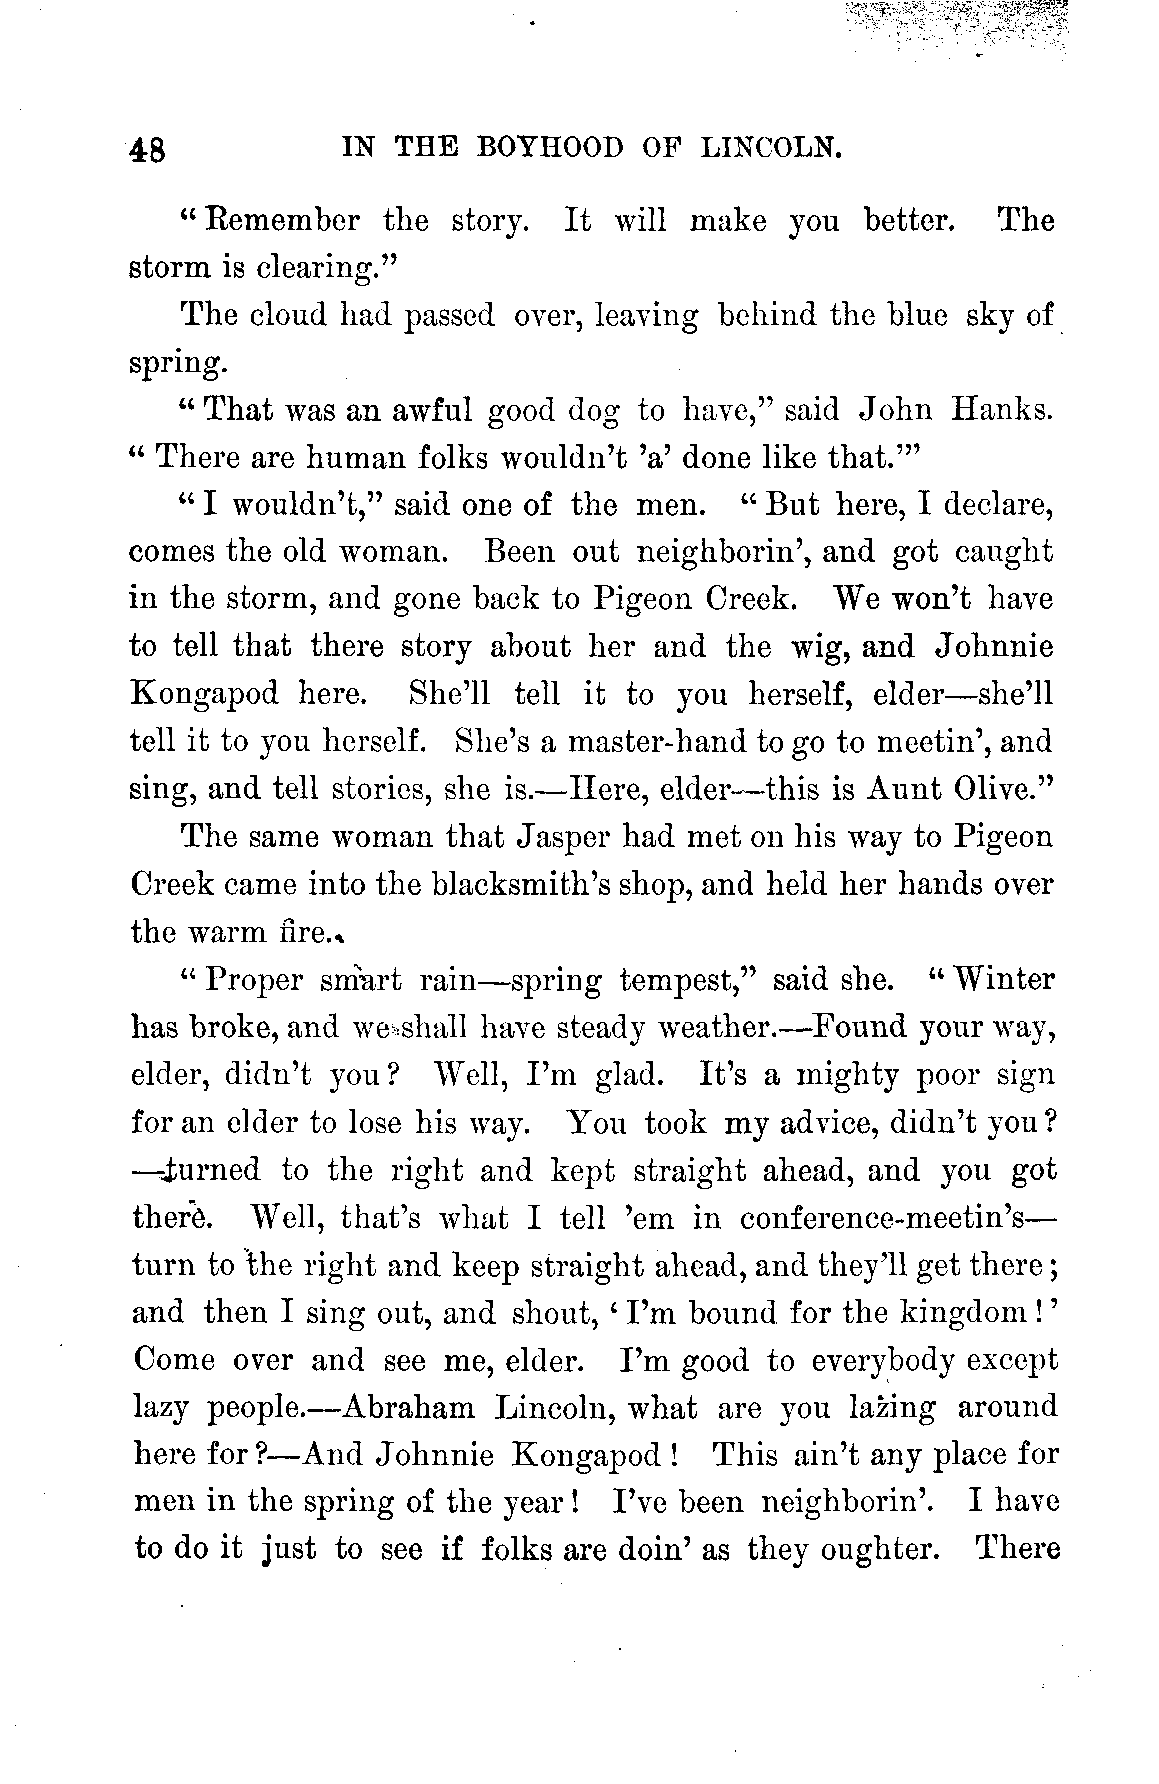 48 IN THE BOYHOOD OF LINCOLN.
“Remember the story. It will make you better. The
storm is clearing.”
The cloud had passed over, leaving behind the blue sky of
spring.
“That was an awful good dog to have,” said John Hanks.
“There are human folks wouldn’t ’a’ done like that.’”
“I wouldn’t,” said one of the men. “But here, I declare,
comes the old woman. Been out neighborin’, and got caught
in the storm, and gone back to Pigeon Creek. We won’t have
to tell that there story about her and the wig, and Johnnie
Kongapod here. She’ll tell it to you herself, elder—she’ll
tell it to you herself. She’s a master-hand to go to meetin’, and
sing, and tell stories, she is.—Here, elder—this is Aunt Olive.”
The same woman that Jasper had met on his way to Pigeon
Creek came into the blacksmith’s shop, and held her hands over
the warm fire.
“Proper smart rain—spring tempest,” said she. “Winter
has broke, and we shall have steady weather.—Found your way,
elder, didn’t you? Well, I’m glad. It’s a mighty poor sign
for an elder to lose his way. You took my advice, didn’t you?
—turned to the right and kept straight ahead, and you got
there. Well, that’s what I tell ’em in conference-meetin’s—
turn to the right and keep straight ahead, and they’ll get there;
and then I sing out, and shout, ‘I’m bound for the kingdom!’
Come over and see me, elder. I’m good to everybody except
lazy people.—Abraham Lincoln, what are you lazing around
here for?—And Johnnie Kongapod! This ain’t any place for
men in the spring of the year! I’ve been neighborin’. I have
to do it just to see if folks are doin’ as they oughter. There